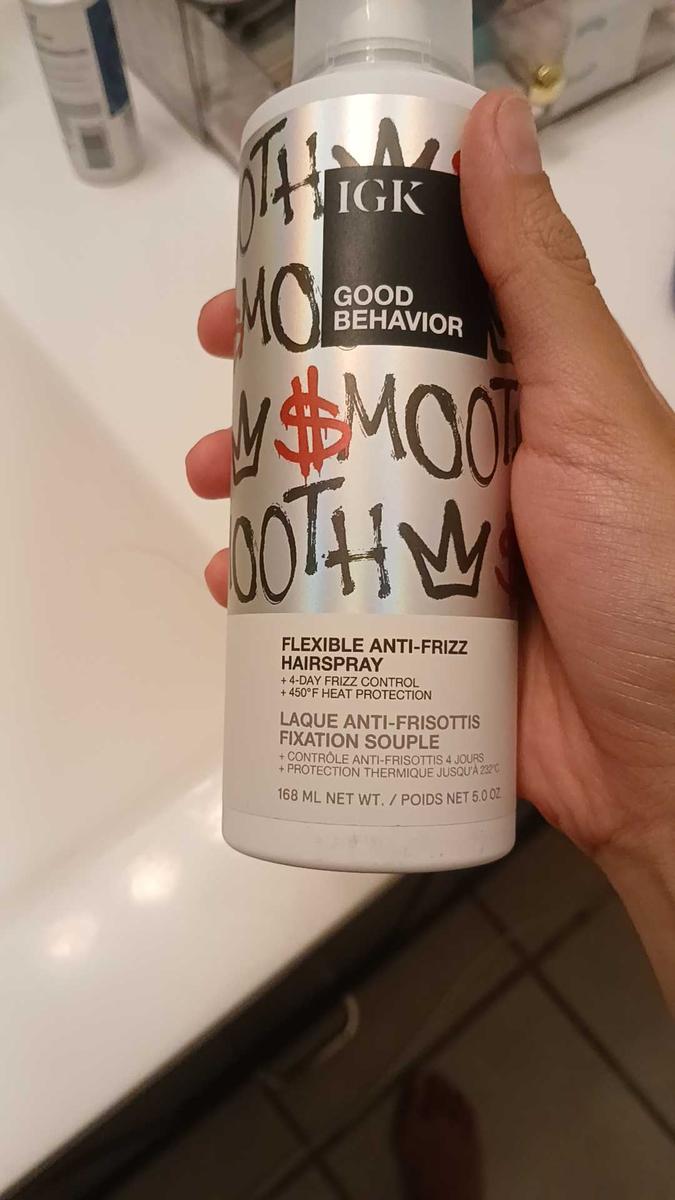 OTH
IGK
MO
GOOD
BEHAVIOR
$MOOT
OOTH
FLEXIBLE ANTI-FRIZZ
HAIRSPRAY
+ 4-DAY FRIZZ CONTROL
+ 450°F HEAT PROTECTION
LAQUE ANTI-FRISOTTIS
FIXATION SOUPLE
+ CONTRÔLE ANTI-FRISOTTIS 4 JOURS
+ PROTECTION THERMIQUE JUSQU'À 232°C
168 ML NET WT. / POIDS NET 5.0 OZ.